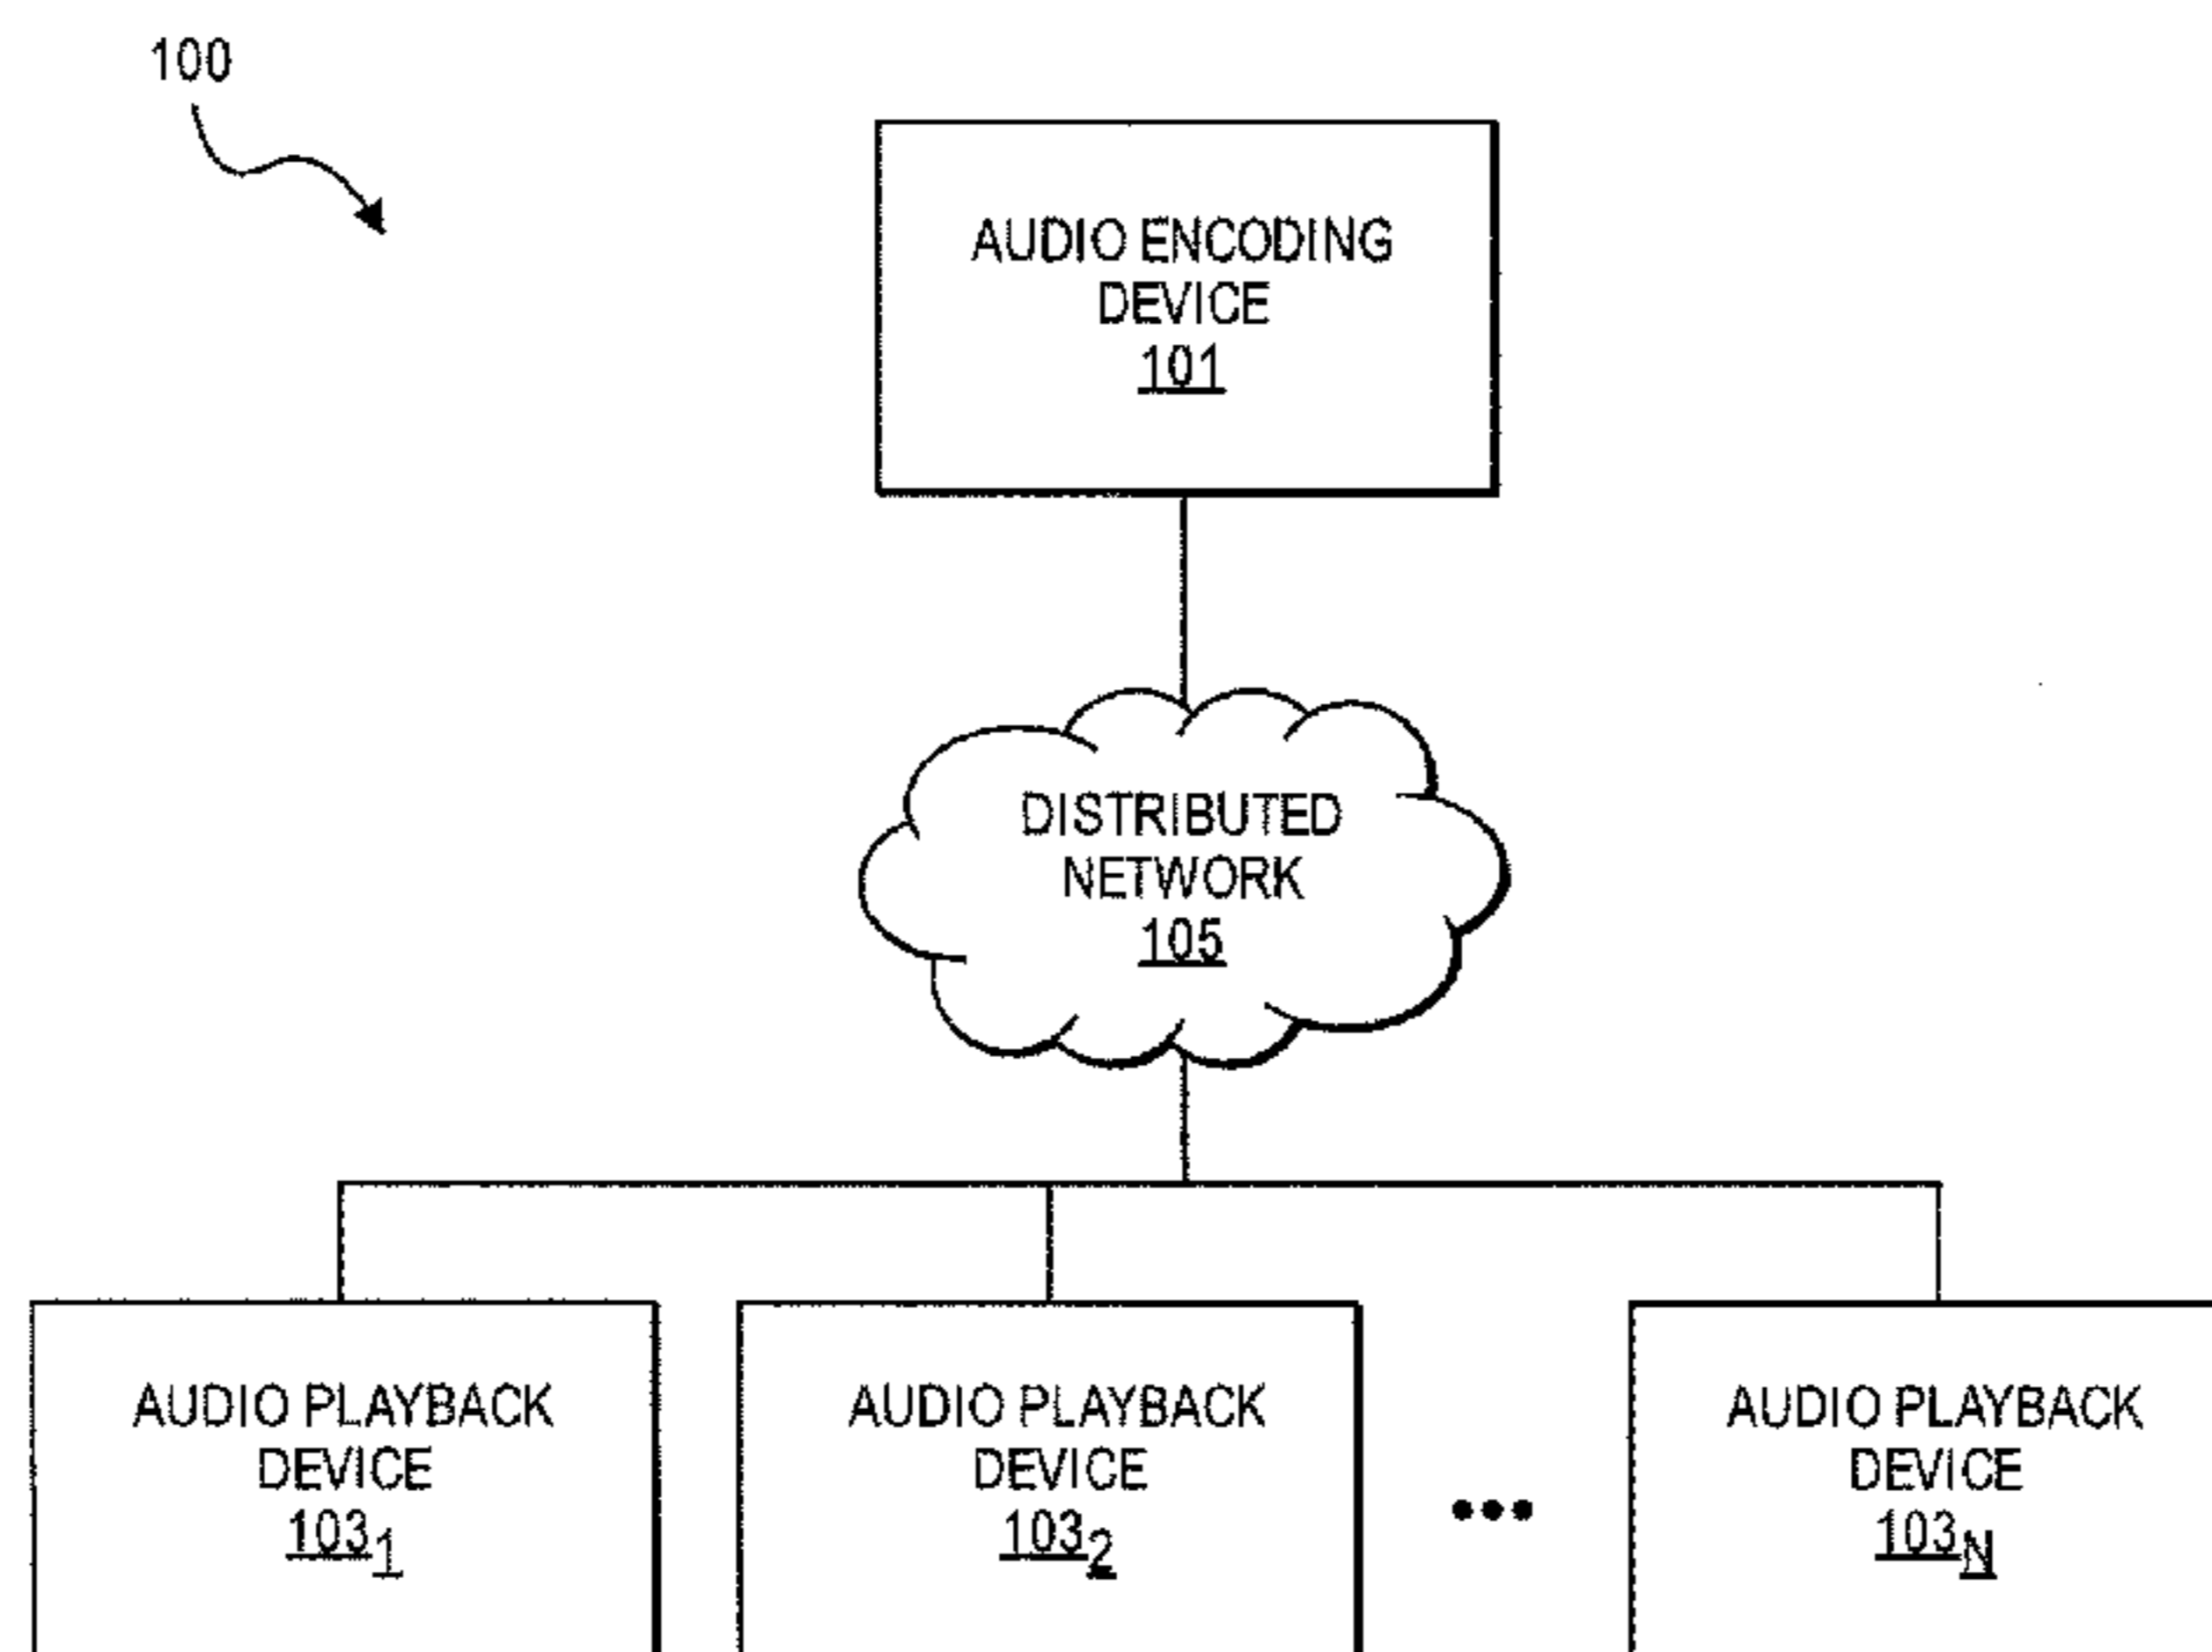 100
AUDIO ENCODING
DEVICE
101
DISTRIBUTED
NETWORK
105
AUDIO PLAYBACK
DEVICE
103₁
AUDIO PLAYBACK
DEVICE
103₂
•••
AUDIO PLAYBACK
DEVICE
103N